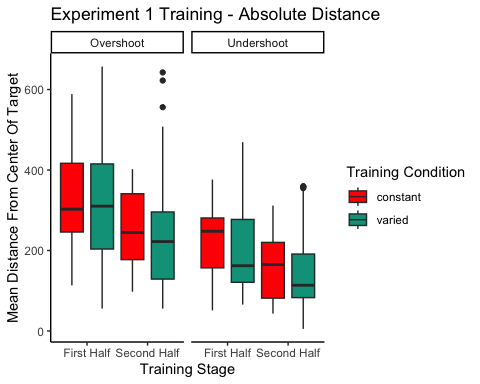 Experiment 1 Training - Absolute Distance
Overshoot
Undershoot
Mean Distance From Center Of Target
600
400
200
0
First Half
Second Half
First Half
Second Half
Training Stage
Training Condition
constant
varied